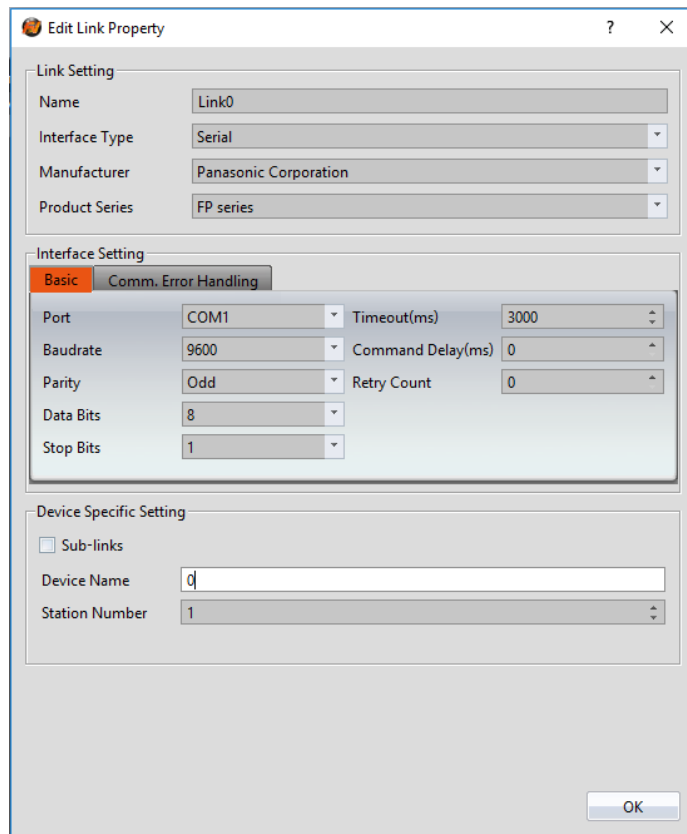 Edit Link Property ?
Link Setting
Name Link0
Interface Type Serial
Manufacturer Panasonic Corporation
Product Series FP series
Interface Setting
Basic Comm. Error Handling
Port COM1 Timeout(ms) 3000
Baudrate 9600 Command Delay(ms) 0
Parity Odd Retry Count 0
Data Bits 8
Stop Bits 1
Device Specific Setting
Sub-links
Device Name 0
Station Number 1
OK